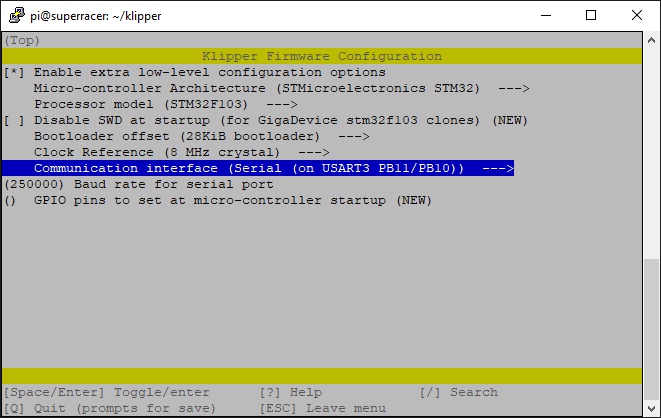 pi@superracer: ~/klipper
(Top)
Klipper Firmware Configuration
[*] Enable extra low-level configuration options
Micro-controller Architecture (STMicroelectronics STM32)  --->
Processor model (STM32F103)  --->
[ ] Disable SWD at startup (for GigaDevice stm32f103 clones) (NEW)
Bootloader offset (28KiB bootloader)  --->
Clock Reference (8 MHz crystal)  --->
Communication interface (Serial (on USART3 PB11/PB10))  --->
(250000) Baud rate for serial port
()  GPIO pins to set at micro-controller startup (NEW)
[Space/Enter] Toggle/enter [?] Help [/] Search
[Q] Quit (prompts for save) [ESC] Leave menu